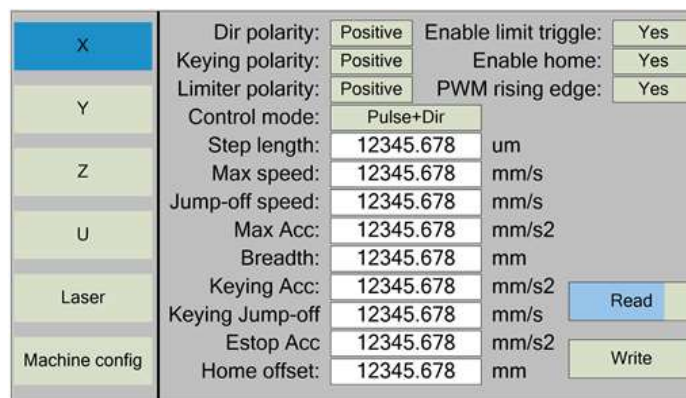 X
Y
Z
U
Laser
Machine config
Dir polarity: Positive Enable limit triggle: Yes
Keying polarity: Positive Enable home: Yes
Limiter polarity: Positive PWM rising edge: Yes
Control mode: Pulse+Dir
Step length: 12345.678 um
Max speed: 12345.678 mm/s
Jump-off speed: 12345.678 mm/s
Max Acc: 12345.678 mm/s2
Breadth: 12345.678 mm
Keying Acc: 12345.678 mm/s2
Keying Jump-off 12345.678 mm/s
Estop Acc 12345.678 mm/s2
Home offset: 12345.678 mm
Read
Write